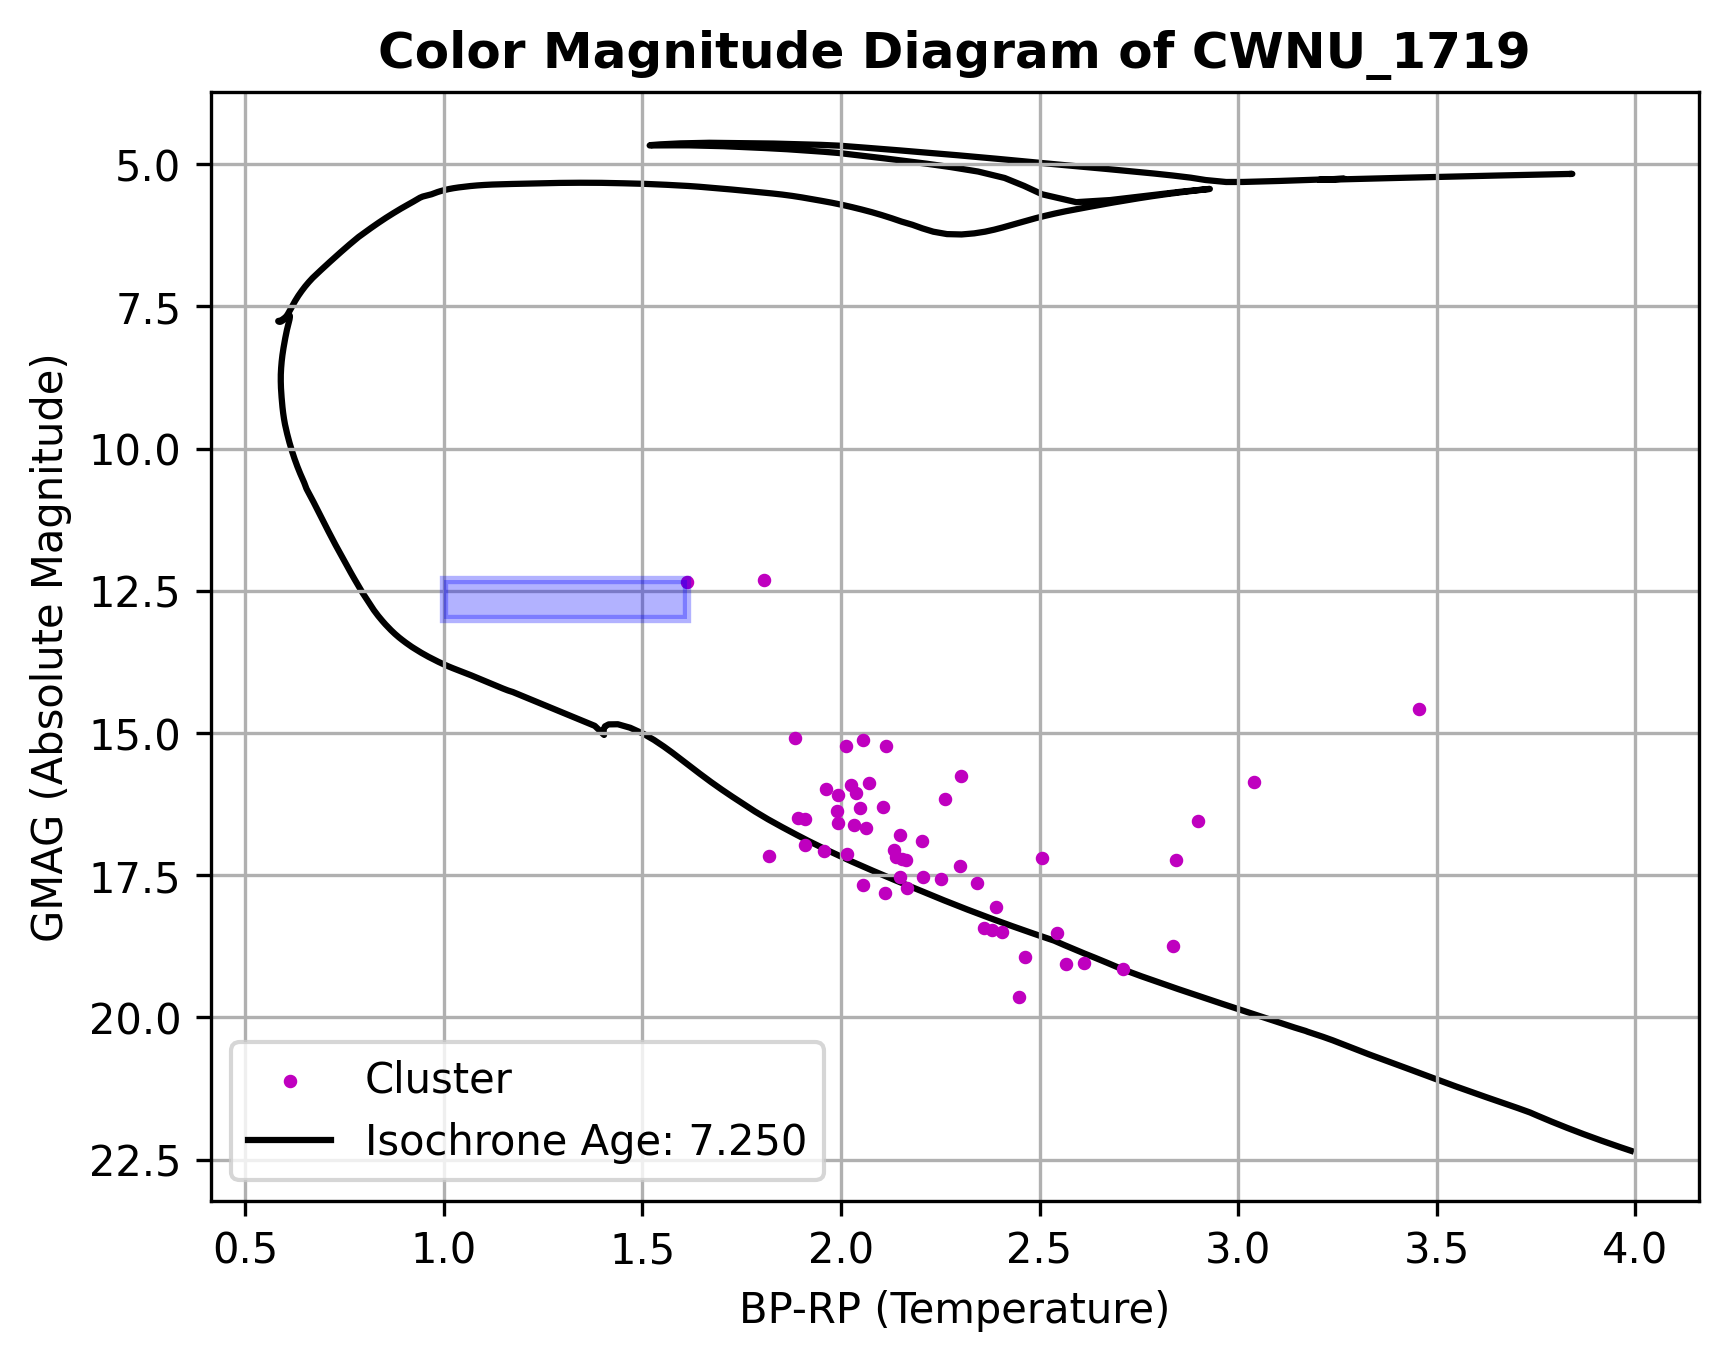 Color Magnitude Diagram of CWNU_1719
GMAG (Absolute Magnitude)
5.0
7.5
10.0
12.5
15.0
17.5
20.0
22.5
Cluster
Isochrone Age: 7.250
0.5 1.0 1.5 2.0 2.5 3.0 3.5 4.0
BP-RP (Temperature)